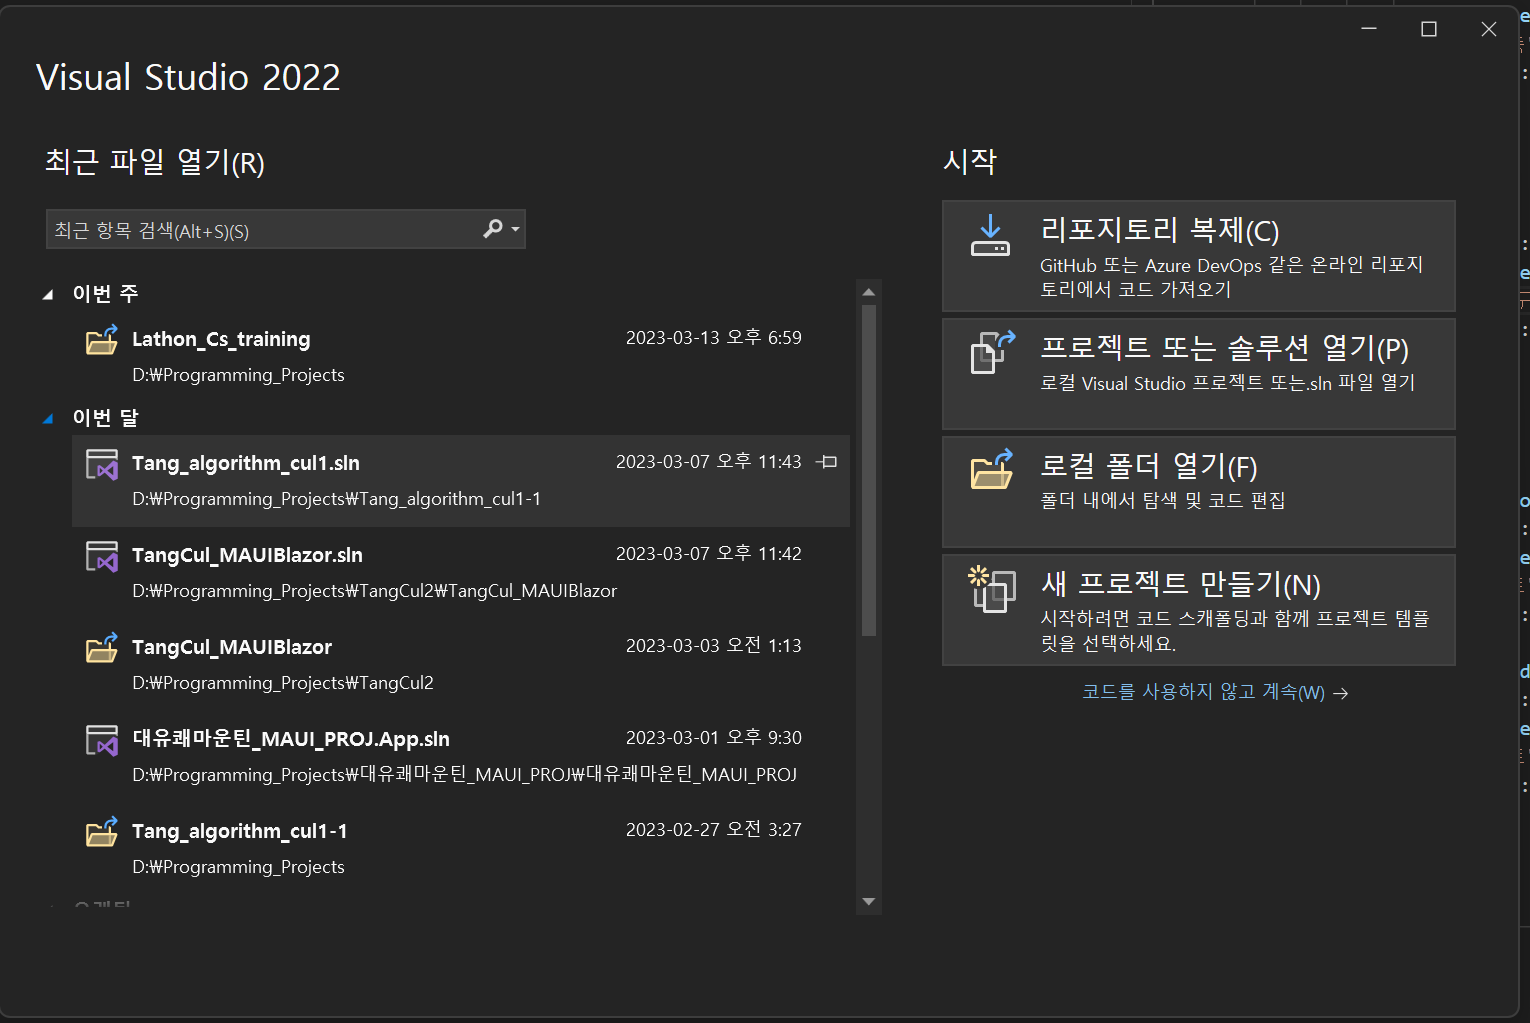 Visual Studio 2022
최근 파일 열기(R)
최근 항목 검색(Alt+S)(S)
이번 주
Lathon_Cs_training
2023-03-13 오후 6:59
D:₩Programming_Projects
이번 달
Tang_algorithm_cul1.sln
2023-03-07 오후 11:43
D:₩Programming_Projects₩Tang_algorithm_cul1-1
TangCul_MAUIBlazor.sln
2023-03-07 오후 11:42
D:₩Programming_Projects₩TangCul2₩TangCul_MAUIBlazor
TangCul_MAUIBlazor
2023-03-03 오전 1:13
D:₩Programming_Projects₩TangCul2
대유쾌마운틴_MAUI_PROJ.App.sln
2023-03-01 오후 9:30
D:₩Programming_Projects₩대유쾌마운틴_MAUI_PROJ₩대유쾌마운틴_MAUI_PROJ
Tang_algorithm_cul1-1
2023-02-27 오전 3:27
D:₩Programming_Projects
시작
리포지토리 복제(C)
GitHub 또는 Azure DevOps 같은 온라인 리포지
토리에서 코드 가져오기
프로젝트 또는 솔루션 열기(P)
로컬 Visual Studio 프로젝트 또는.sln 파일 열기
로컬 폴더 열기(F)
폴더 내에서 탐색 및 코드 편집
새 프로젝트 만들기(N)
시작하려면 코드 스캐폴딩과 함께 프로젝트 템플
릿을 선택하세요.
코드를 사용하지 않고 계속(W) →